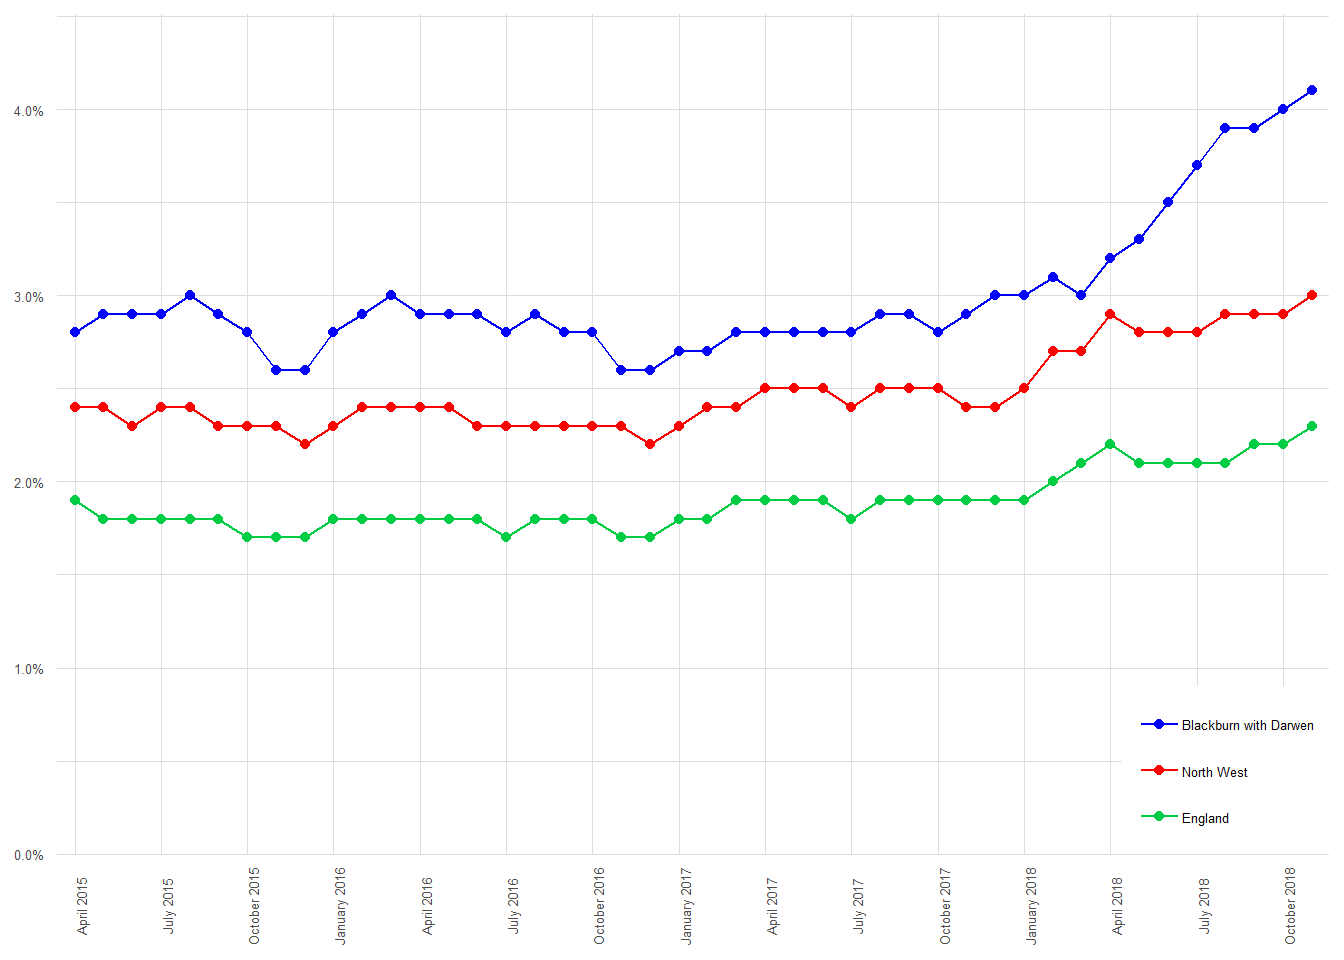 4.0%
3.0%
2.0%
1.0%
0.0%
Blackburn with Darwen
North West
England
April 2015
July 2015
October 2015
January 2016
April 2016
July 2016
October 2016
January 2017
April 2017
July 2017
October 2017
January 2018
April 2018
July 2018
October 2018